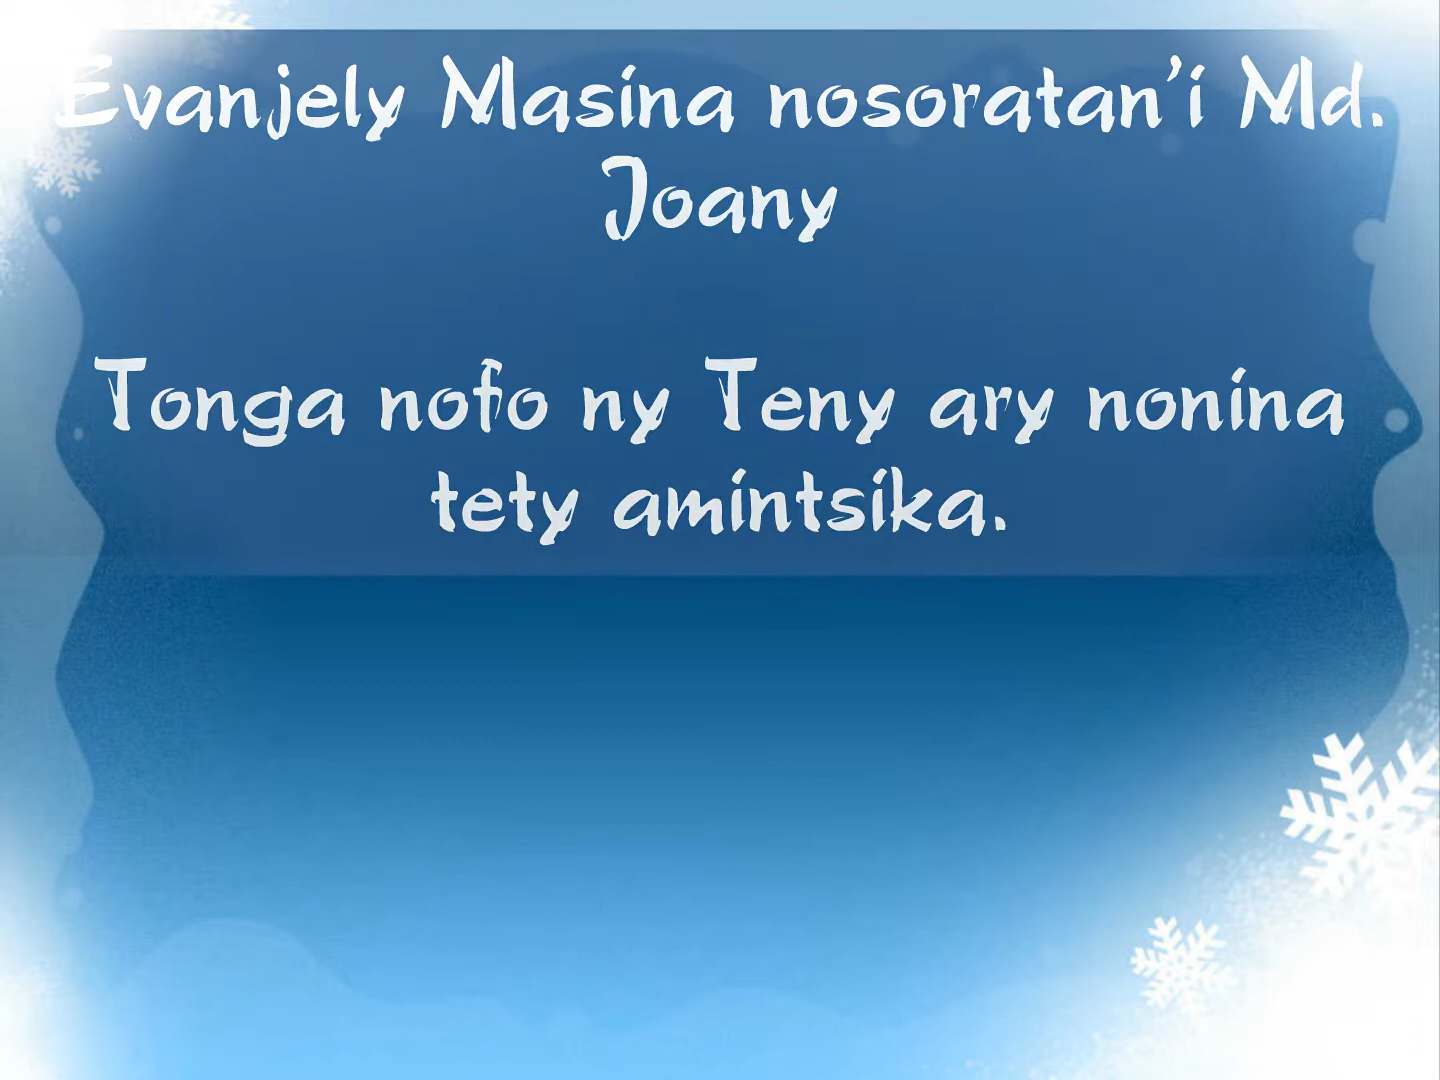 Evanjely Masina nosoratan’i Md.
Joany
Tonga nofo ny Teny ary nonina
tety amintsika.